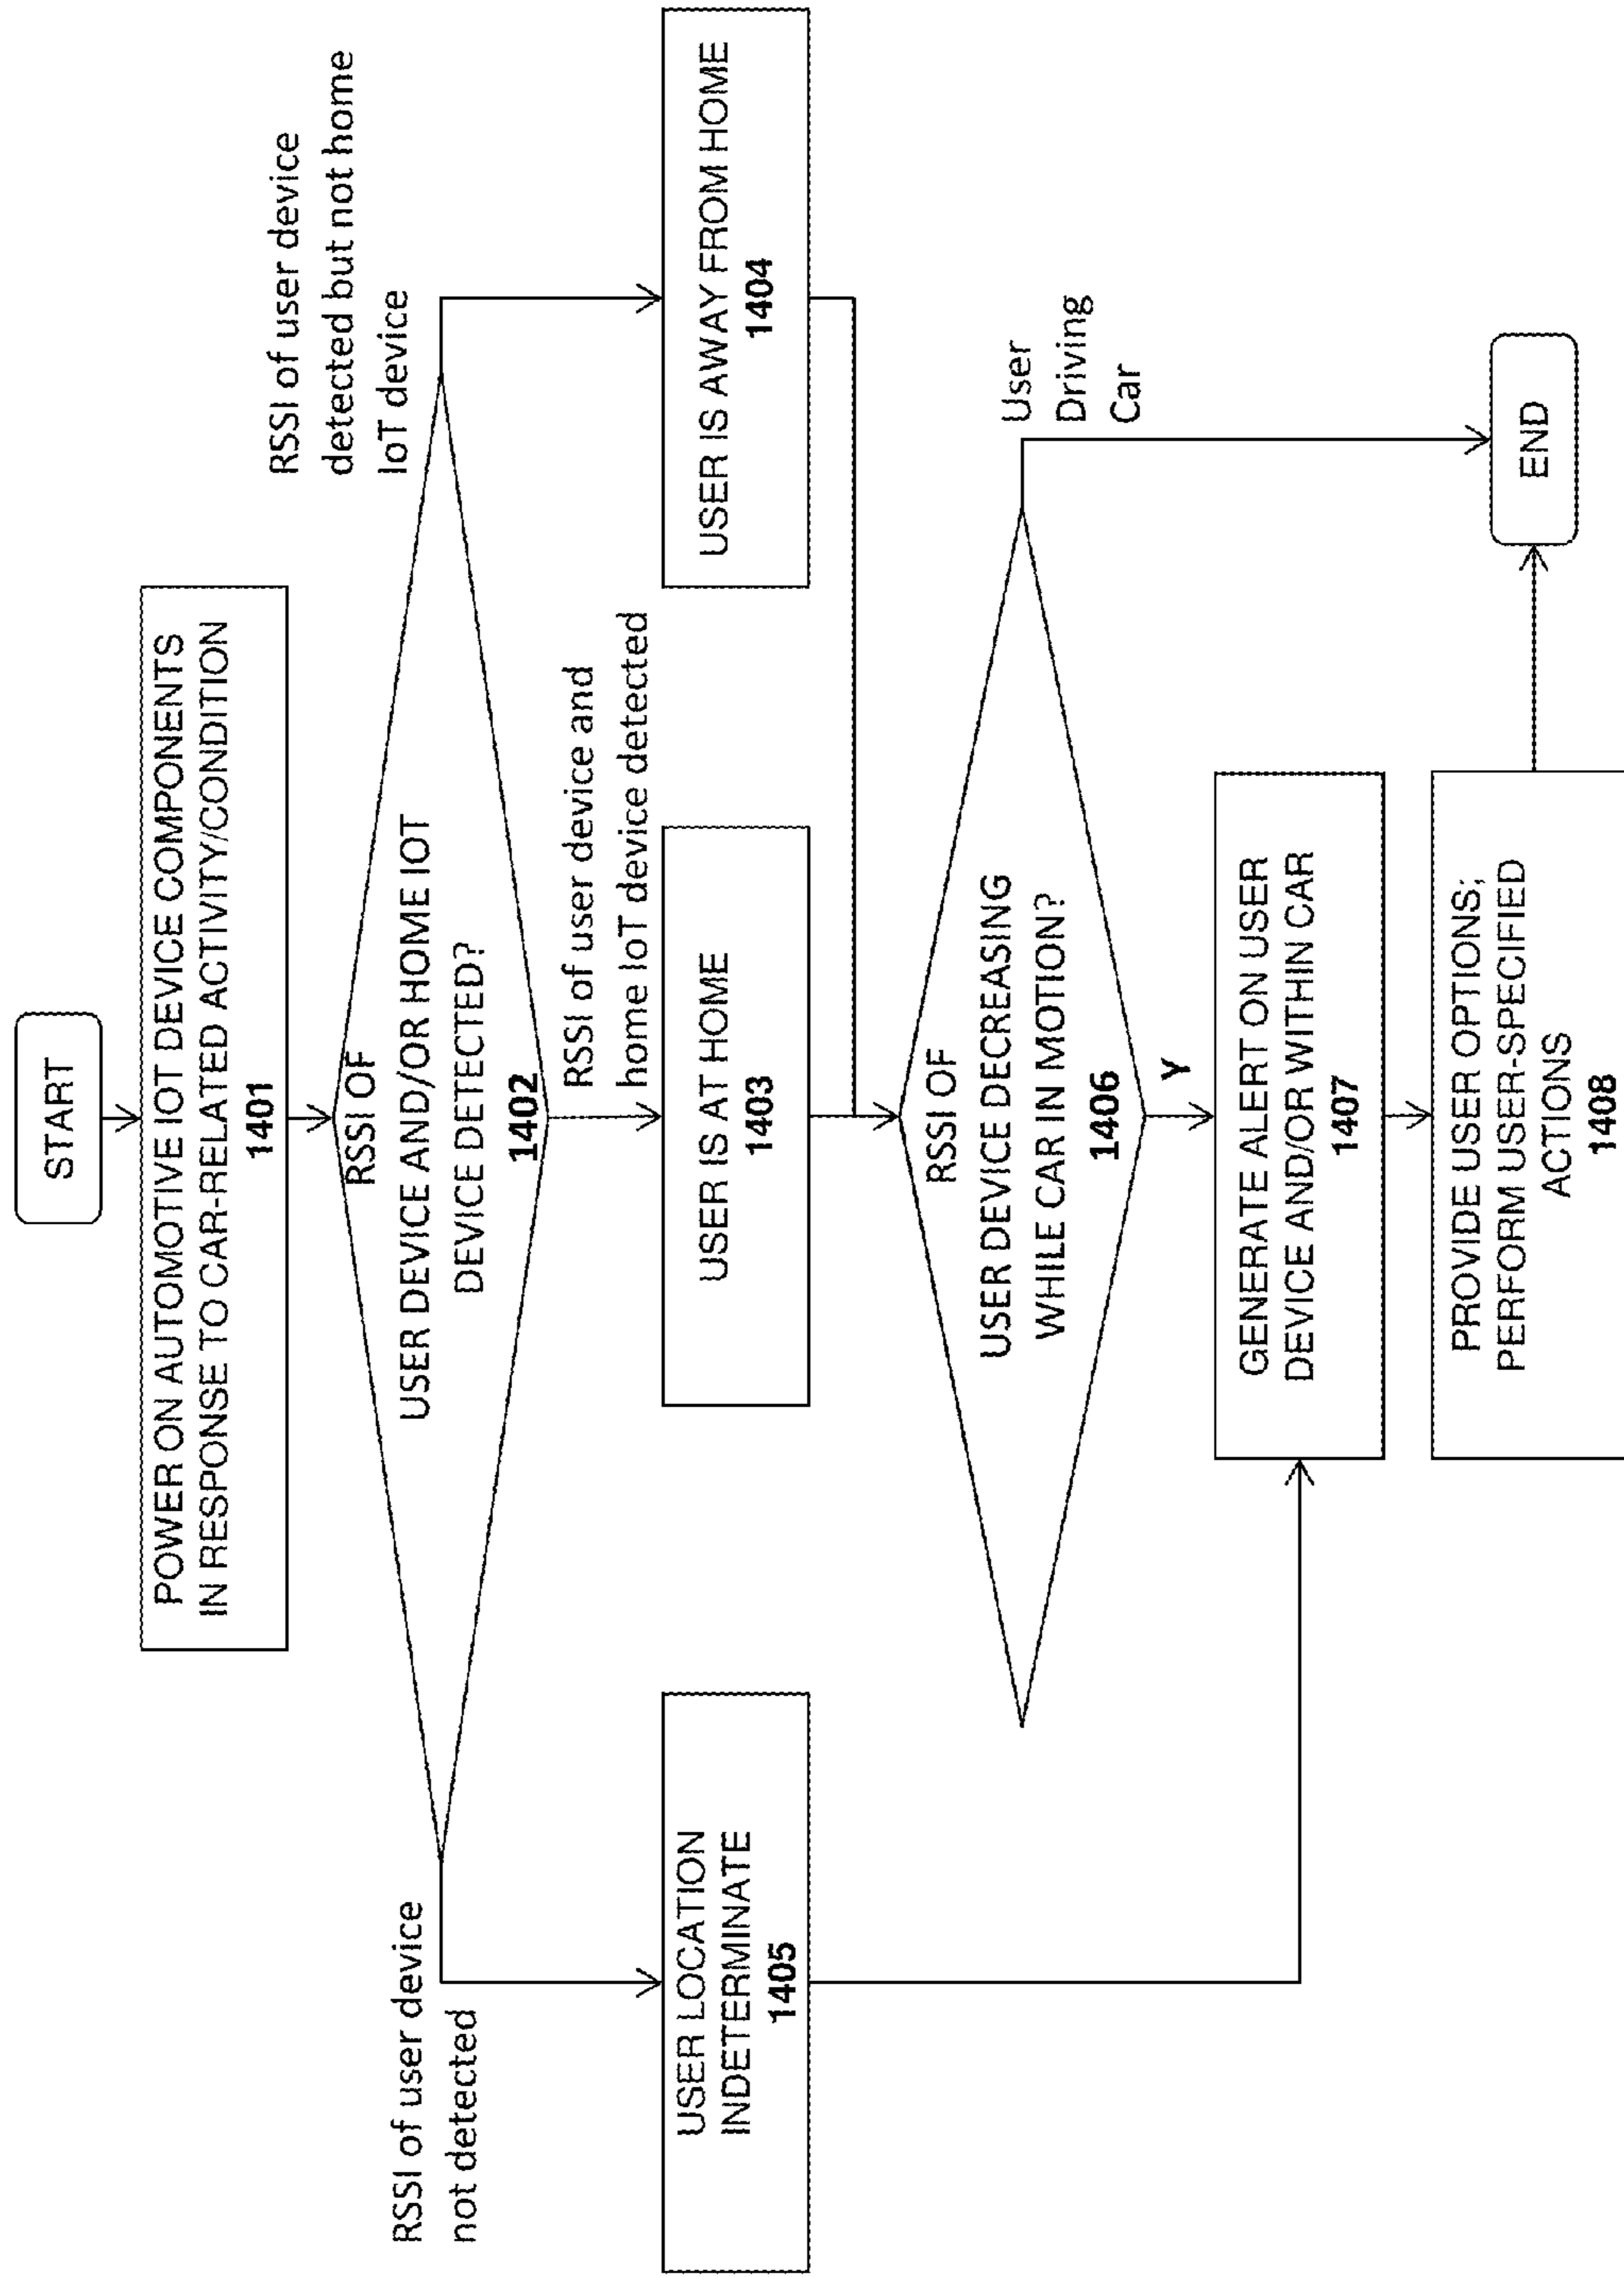 START
POWER ON AUTOMOTIVE IOT DEVICE COMPONENTS
IN RESPONSE TO CAR-RELATED ACTIVITY/CONDITION
1401
RSSI OF
USER DEVICE AND/OR HOME IOT
DEVICE DETECTED?
1402
RSSI of user device
not detected
RSSI of user device and
home IoT device detected
RSSI of user device
detected but not home
IoT device
USER LOCATION
INDETERMINATE
1405
USER IS AT HOME
1403
USER IS AWAY FROM HOME
1404
RSSI OF
USER DEVICE DECREASING
WHILE CAR IN MOTION?
1406
User
Driving
Car
Y
GENERATE ALERT ON USER
DEVICE AND/OR WITHIN CAR
1407
PROVIDE USER OPTIONS;
PERFORM USER-SPECIFIED
ACTIONS
1408
END